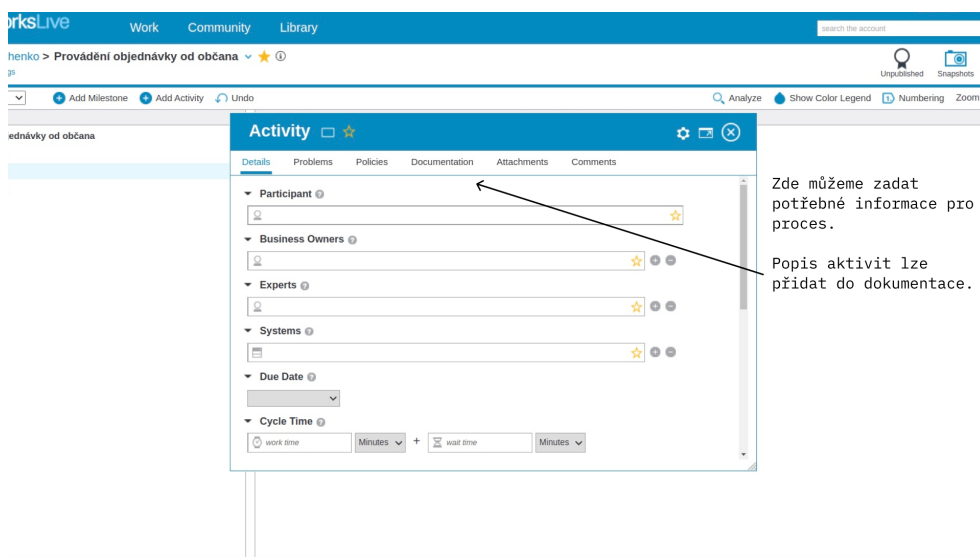 orksLive Work Community Library search the account
henko > Provádění objednávky od občana
gs
Unpublished Snapshots
Add Milestone Add Activity Undo Analyze Show Color Legend Numbering Zoom
jednávky od občana
Activity
Details Problems Policies Documentation Attachments Comments
Participant
Business Owners
Experts
Systems
Due Date
Cycle Time
work time Minutes + wait time Minutes
Zde můžeme zadat
potřebné informace pro
proces.
Popis aktivit lze
přidat do dokumentace.